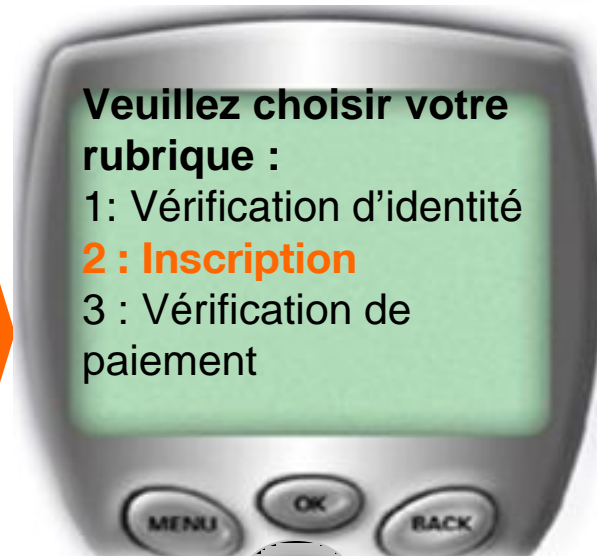 Veuillez choisir votre
rubrique :
1: Vérification d’identité
2 : Inscription
3 : Vérification de
paiement
MENU
OK
BACK